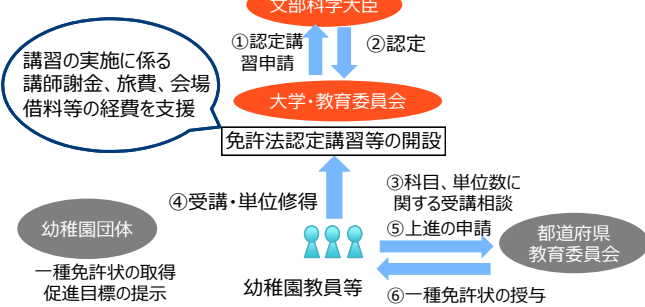 文部科学大臣
①認定講
習申請
②認定
講習の実施に係る
講師謝金、旅費、会場
借料等の経費を支援
大学・教育委員会
免許法認定講習等の開設
④受講・単位修得
③科目、単位数に
関する受講相談
⑤上進の申請
幼稚園団体
都道府県
教育委員会
一種免許状の取得
促進目標の提示
幼稚園教員等
⑥一種免許状の授与